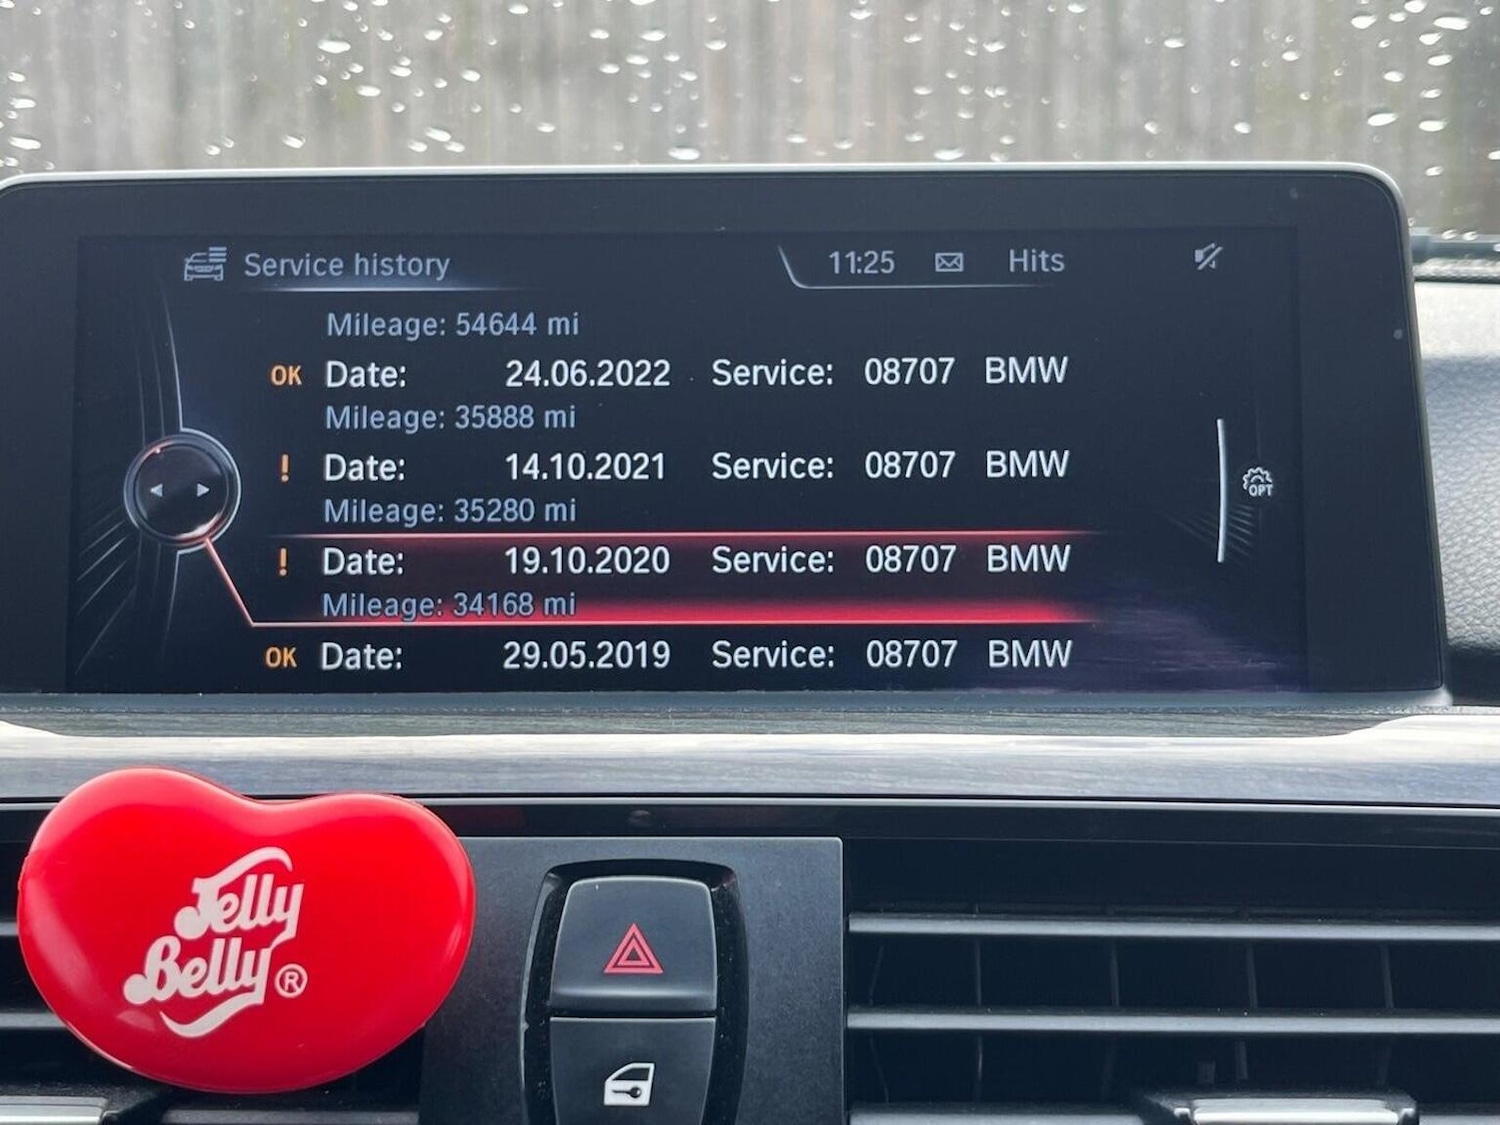 Service history 11:25 Hits
Mileage: 54644 mi
OK Date: 24.06.2022 Service: 08707 BMW
Mileage: 35888 mi
! Date: 14.10.2021 Service: 08707 BMW
Mileage: 35280 mi
OPT
! Date: 19.10.2020 Service: 08707 BMW
Mileage: 34168 mi
OK Date: 29.05.2019 Service: 08707 BMW
Jelly
Belly®